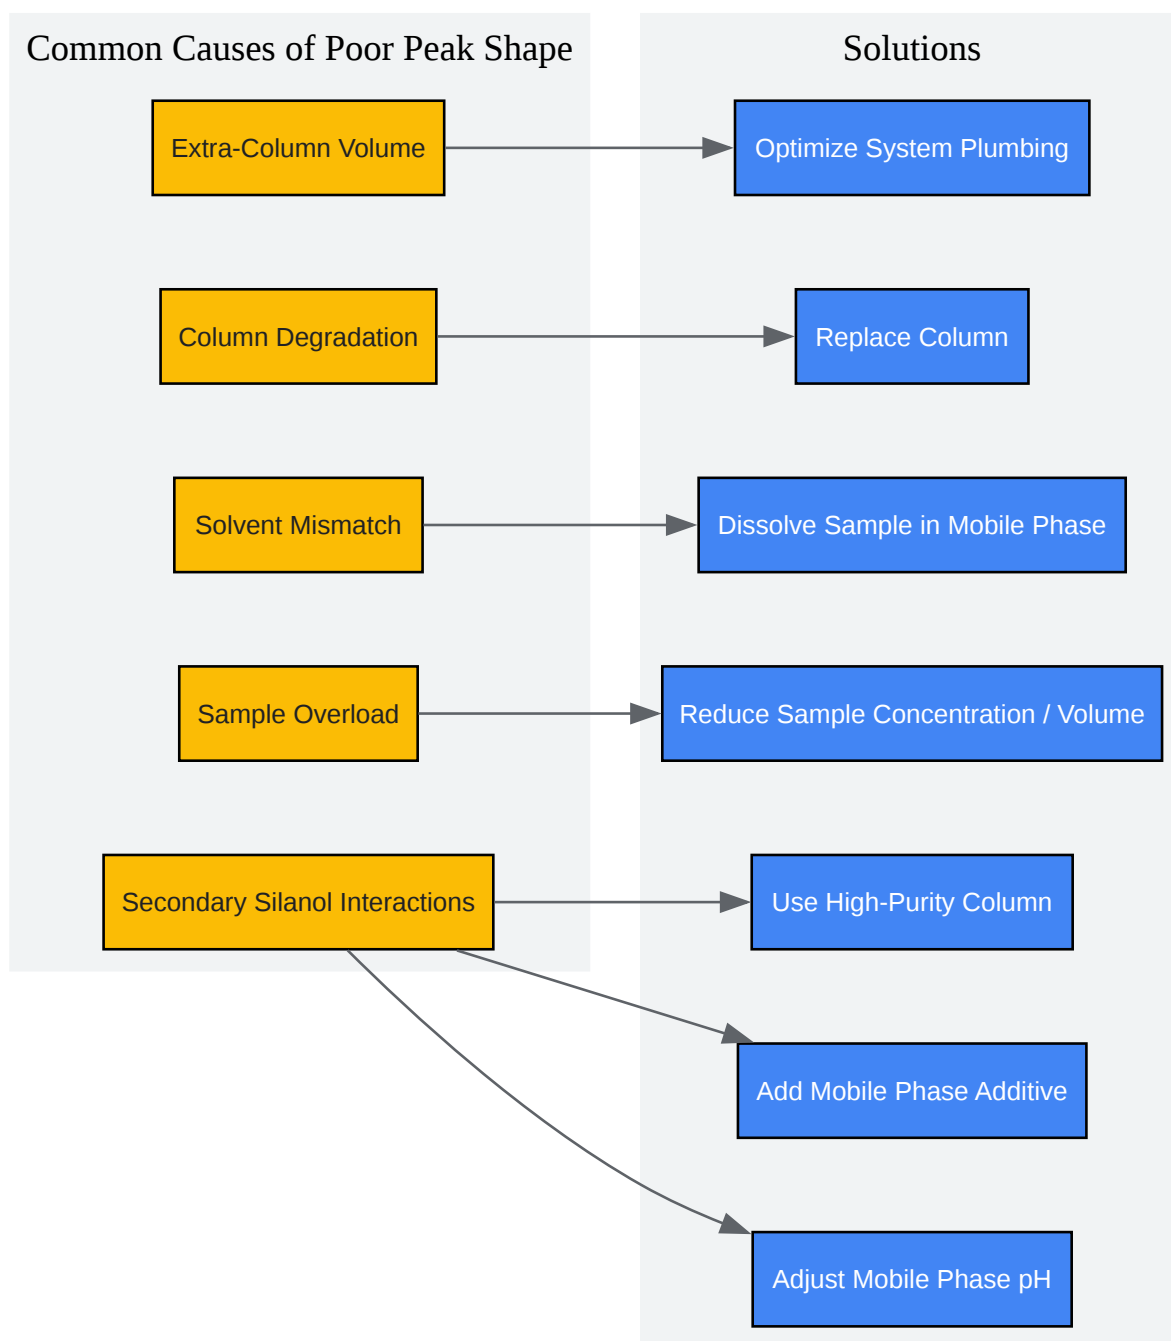 Common Causes of Poor Peak Shape
Solutions
Extra-Column Volume
Optimize System Plumbing
Column Degradation
Replace Column
Solvent Mismatch
Dissolve Sample in Mobile Phase
Sample Overload
Reduce Sample Concentration / Volume
Secondary Silanol Interactions
Use High-Purity Column
Add Mobile Phase Additive
Adjust Mobile Phase pH